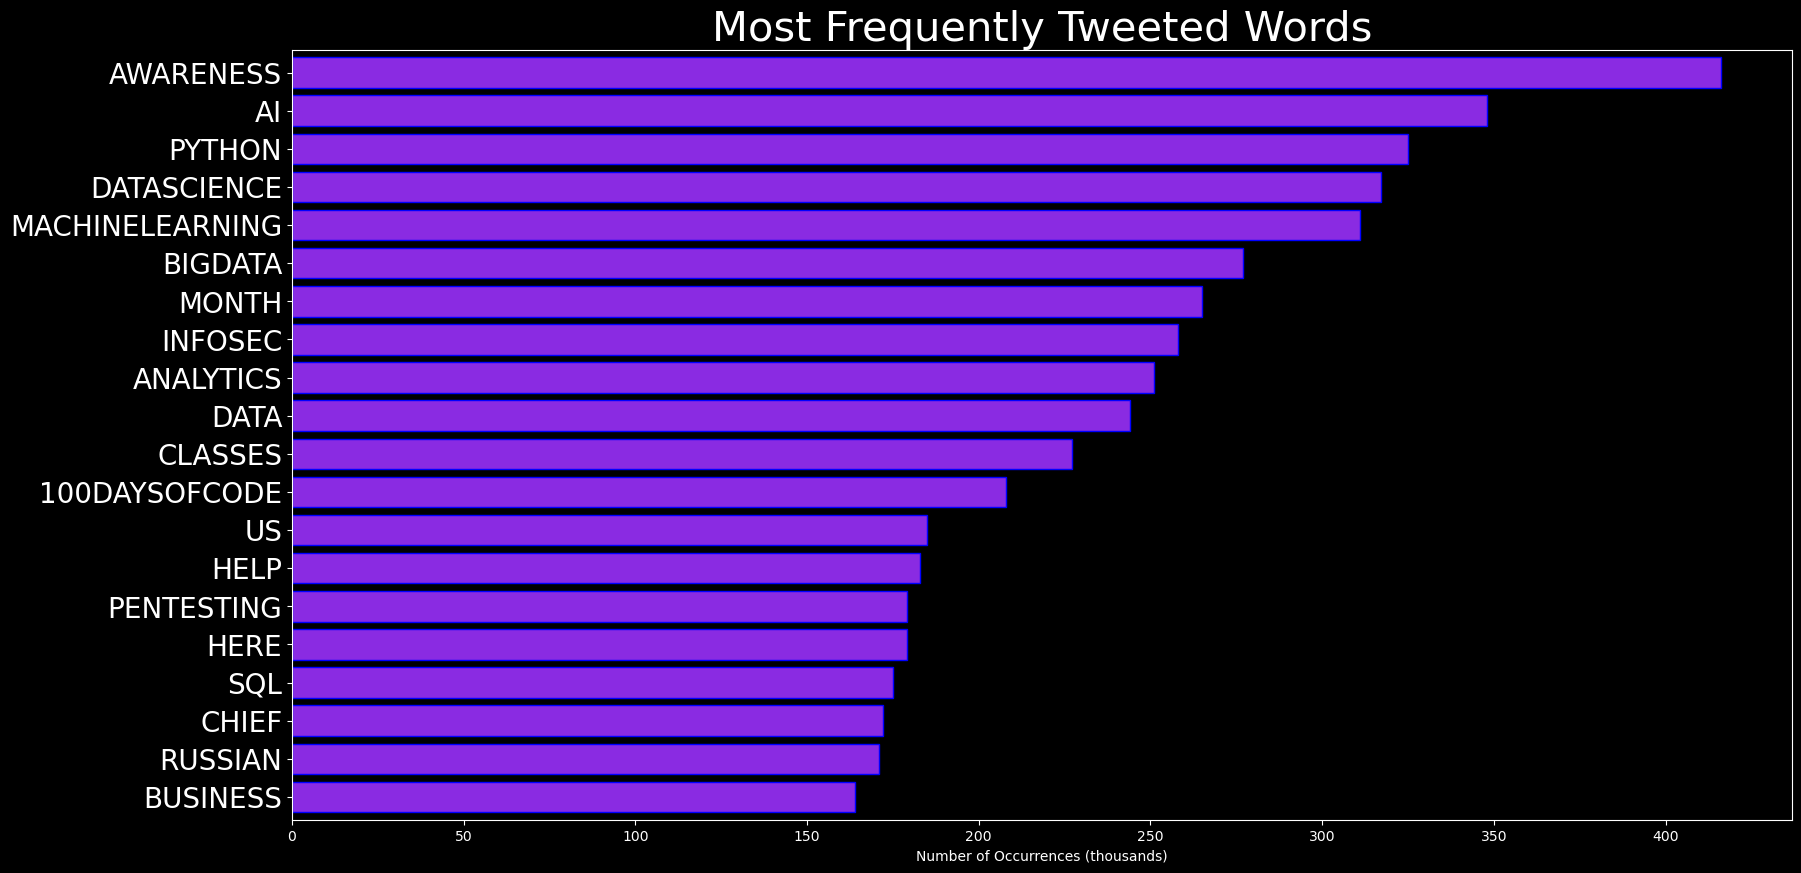 Most Frequently Tweeted Words
AWARENESS
AI
PYTHON
DATASCIENCE
MACHINELEARNING
BIGDATA
MONTH
INFOSEC
ANALYTICS
DATA
CLASSES
100DAYSOFCODE
US
HELP
PENTESTING
HERE
SQL
CHIEF
RUSSIAN
BUSINESS
0 50 100 150 200 250 300 350 400
Number of Occurrences (thousands)